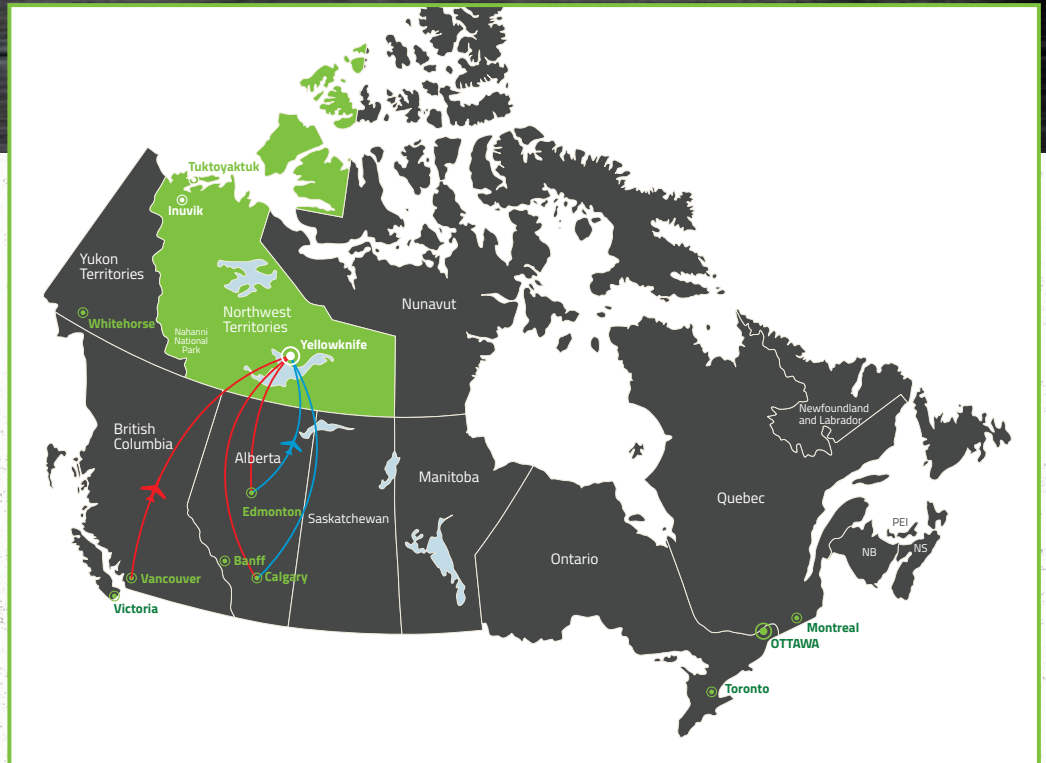 Tuktoyaktuk
Inuvik
Yukon
Territories
Nunavut
Northwest
Territories
Whitehorse
Nahanni
National
Park
Yellowknife
Newfoundland
and Labrador
British
Columbia
Alberta
Manitoba
Quebec
Edmonton
Saskatchewan
PEI
NB
NS
Ontario
Banff
Vancouver
Calgary
Victoria
Montreal
OTTAWA
Toronto